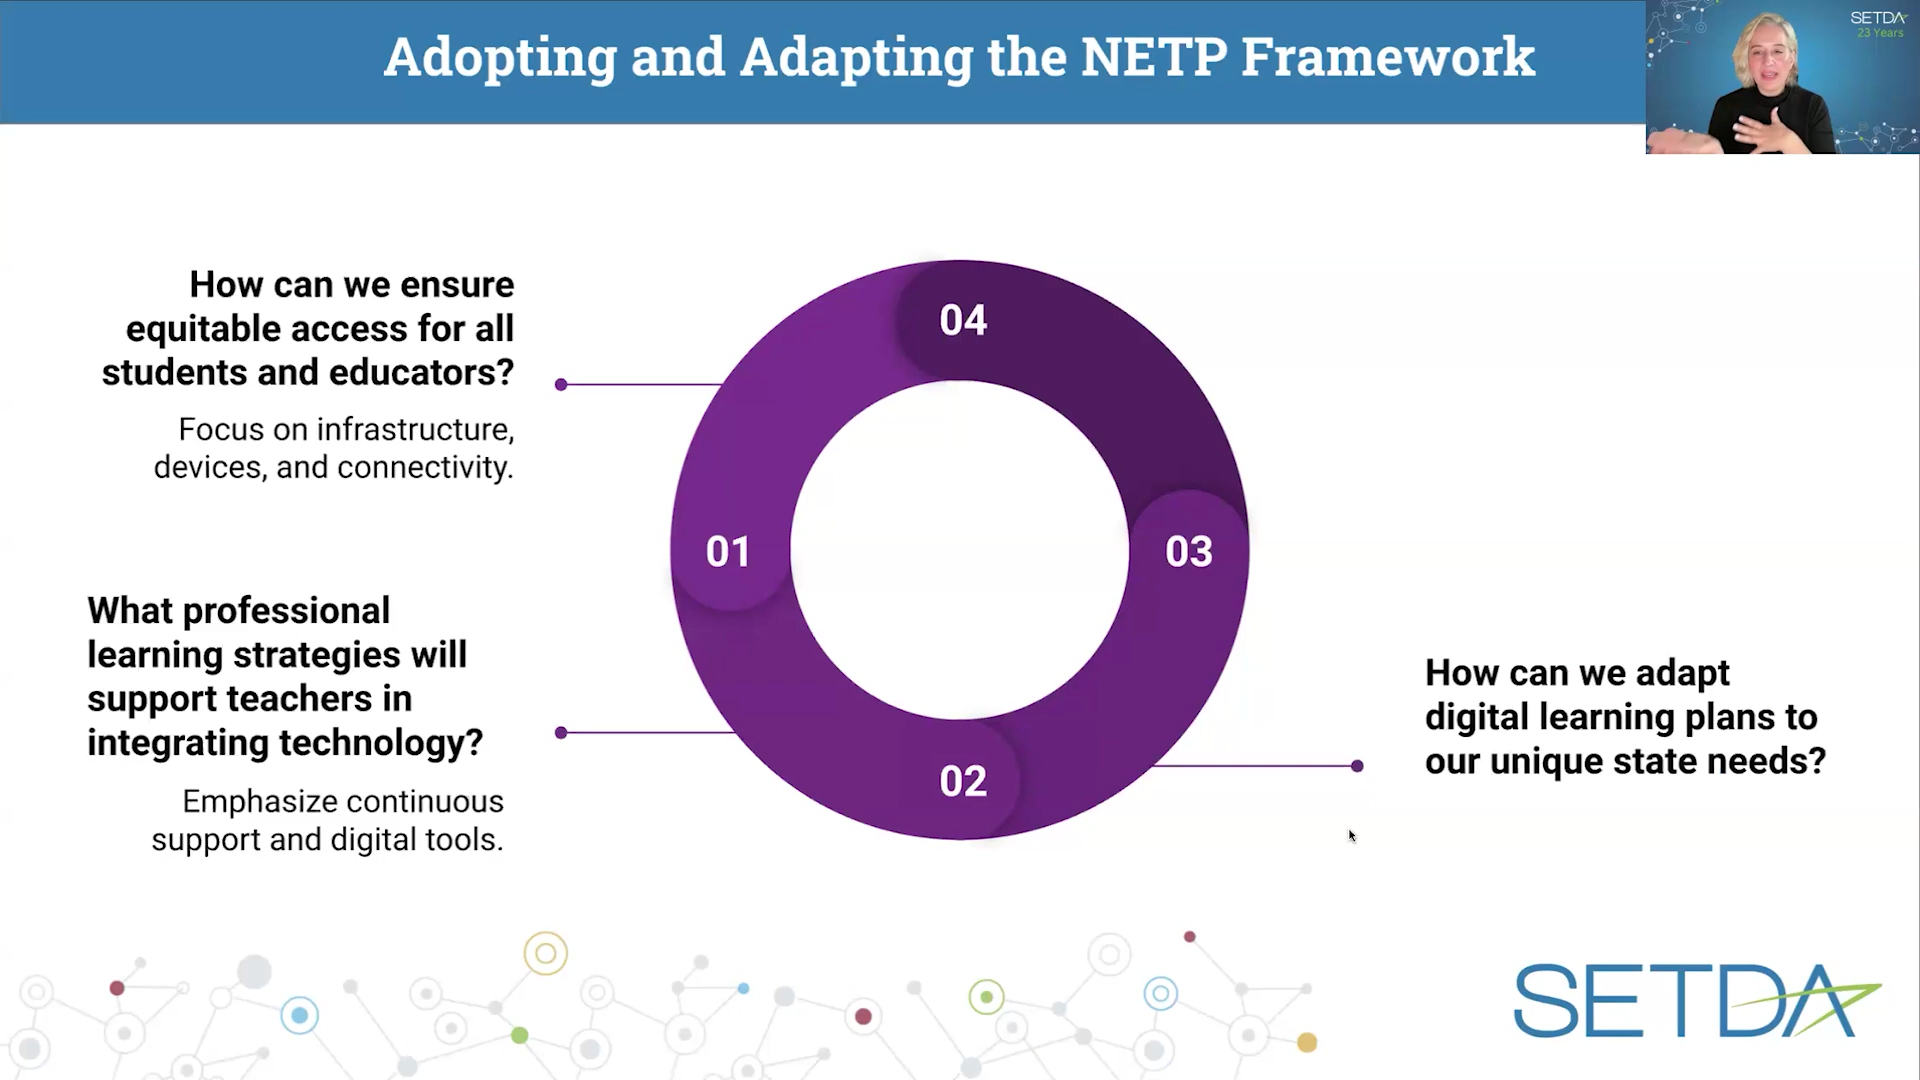 Adopting and Adapting the NETP Framework
SETDA
23 Years
How can we ensure
equitable access for all
students and educators?
Focus on infrastructure,
devices, and connectivity.
04
01
03
02
What professional
learning strategies will
support teachers in
integrating technology?
Emphasize continuous
support and digital tools.
How can we adapt
digital learning plans to
our unique state needs?
SETDA